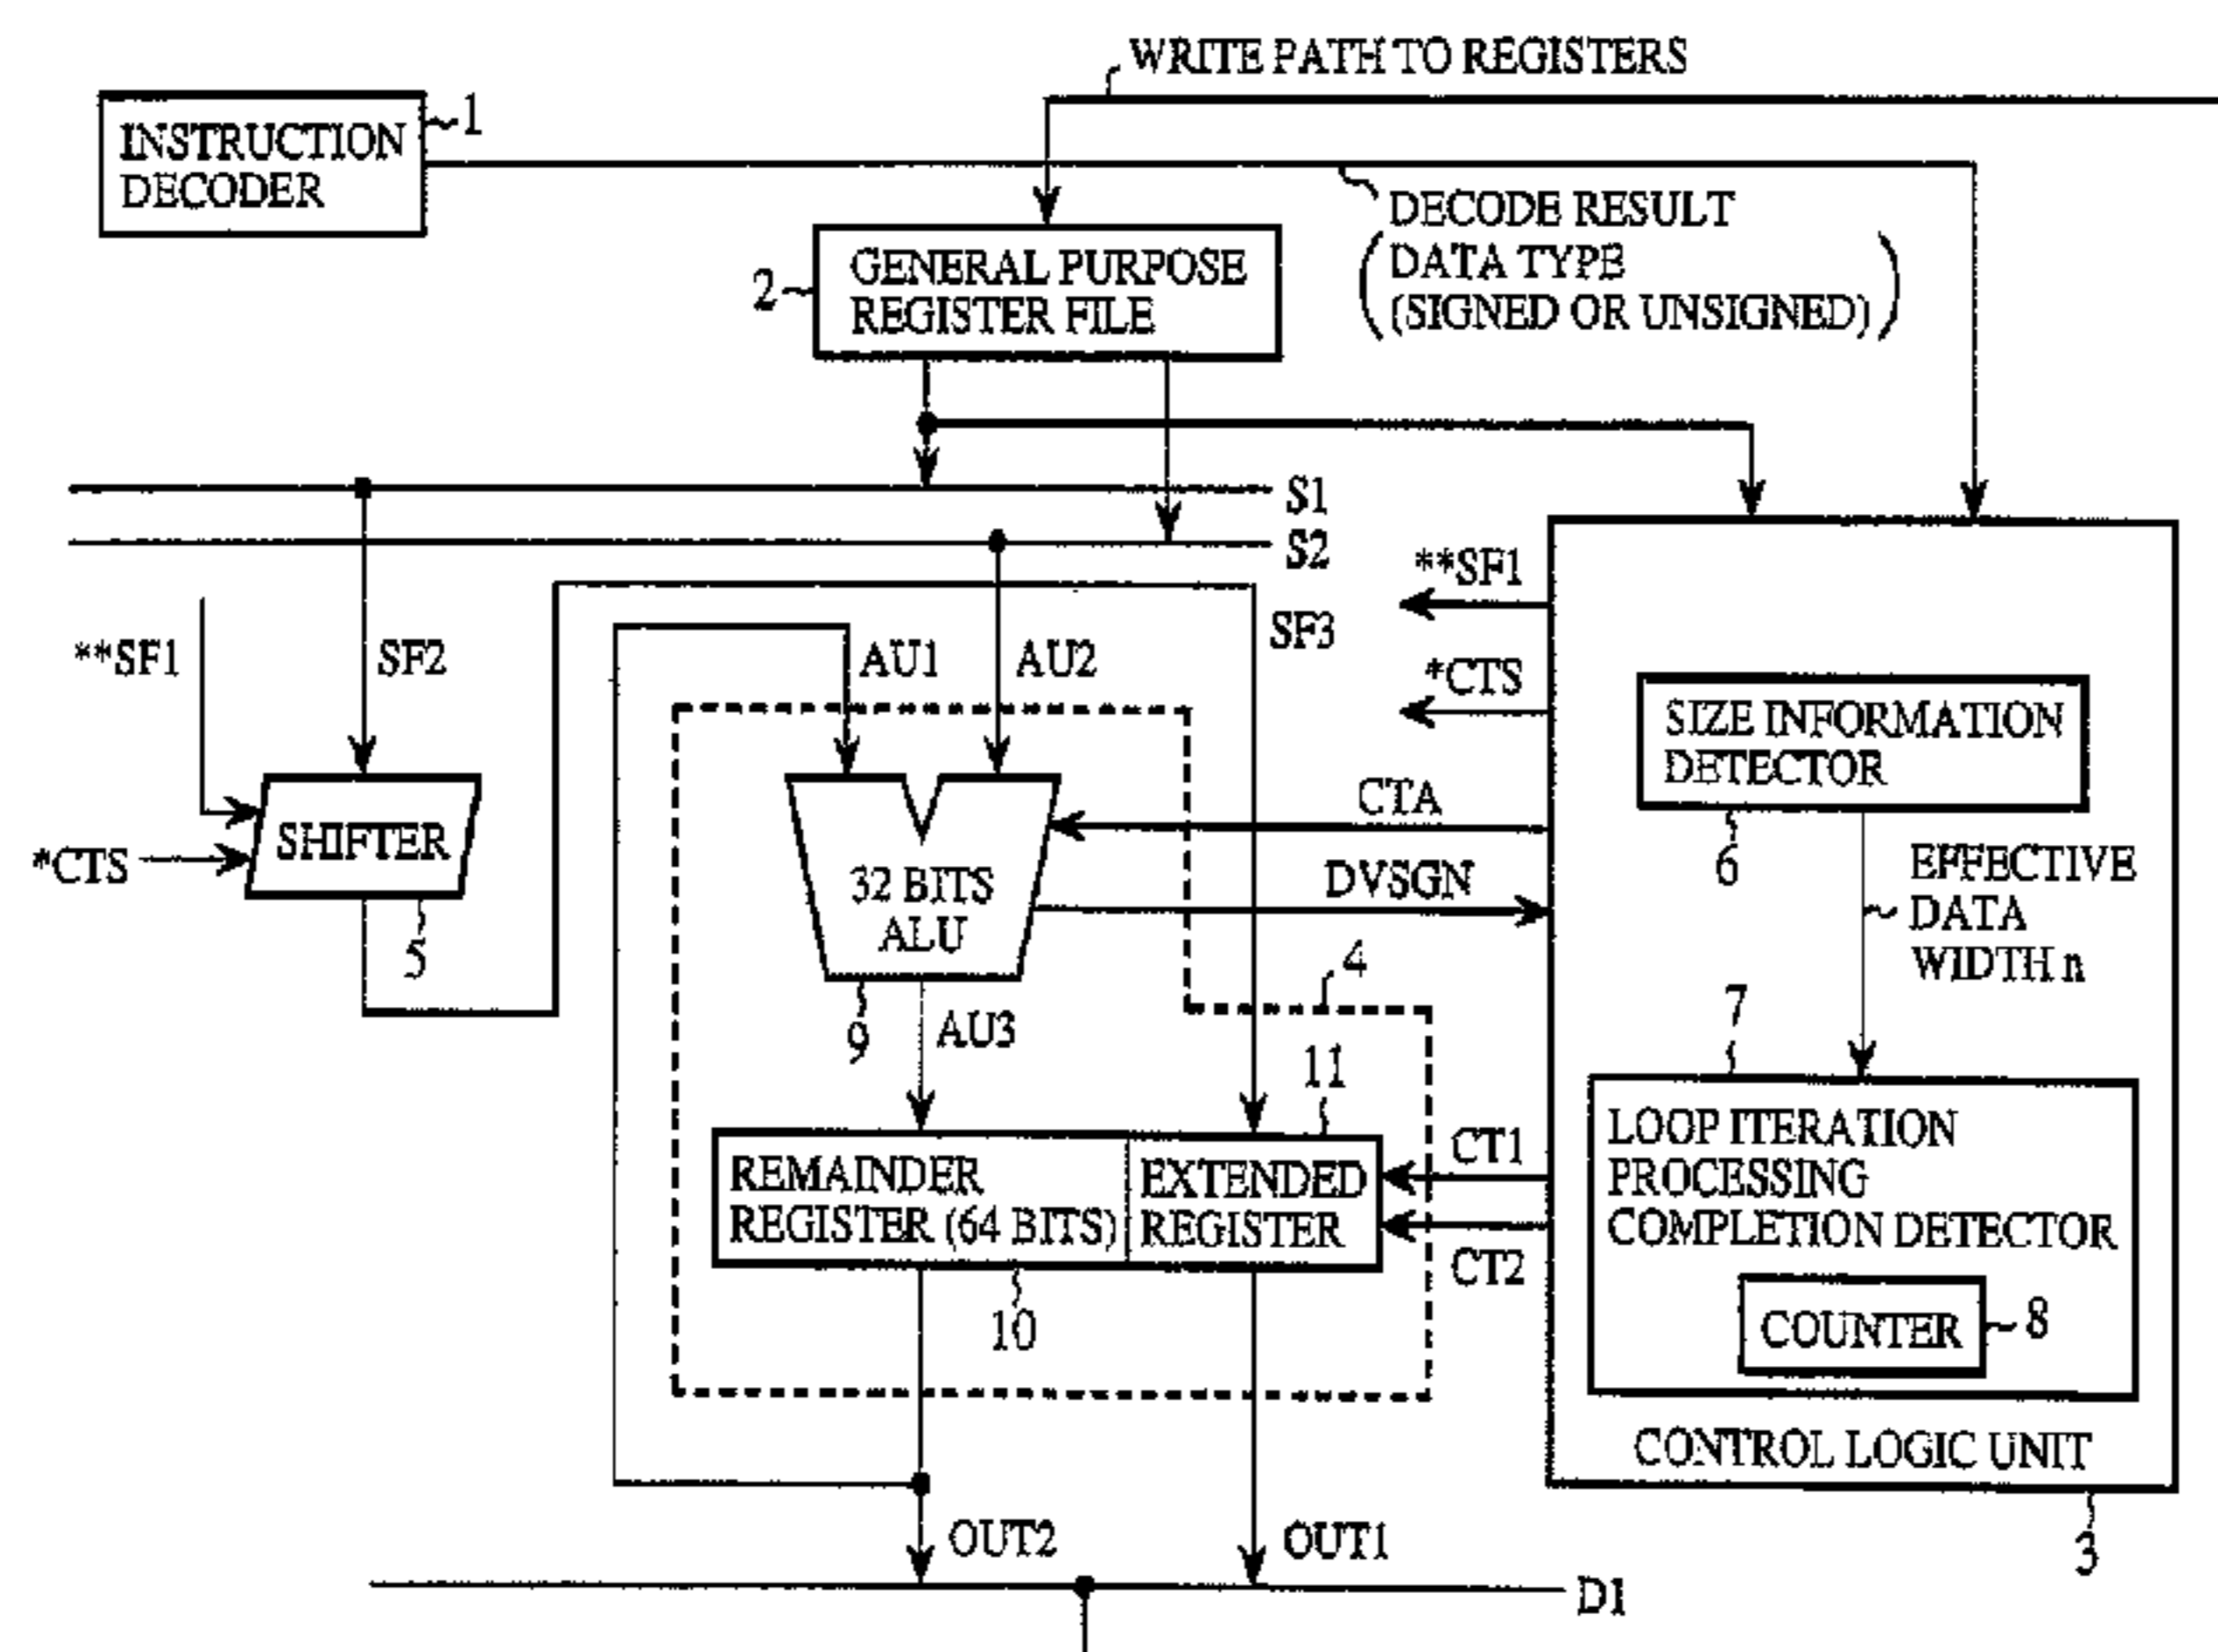 WRITE PATH TO REGISTERS
INSTRUCTION
DECODER
1
DECODE RESULT
DATA TYPE
(SIGNED OR UNSIGNED)
2
GENERAL PURPOSE
REGISTER FILE
S1
S2
**SF1
SF2
AU1
AU2
SF3
**SF1
*CTS
SIZE INFORMATION
DETECTOR
6
CTA
*CTS
SHIFTER
5
32 BITS
ALU
9
DVSGN
EFFECTIVE
DATA
WIDTH n
4
AU3
11
7
REMAINDER
REGISTER (64 BITS)
EXTENDED
REGISTER
10
CT1
CT2
LOOP ITERATION
PROCESSING
COMPLETION DETECTOR
COUNTER
8
CONTROL LOGIC UNIT
3
OUT2
OUT1
D1